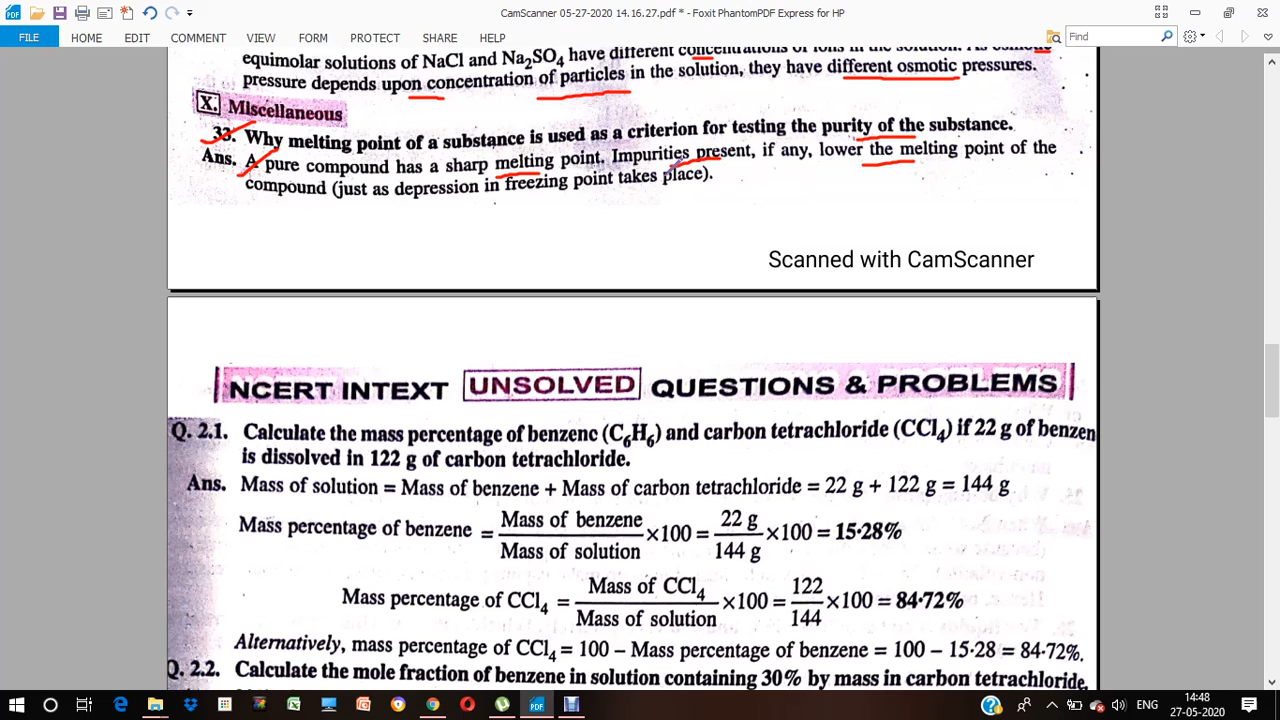 CamScanner 05-27-2020 14.16.27.pdf * - Foxit PhantomPDF Express for HP
FILE HOME EDIT COMMENT VIEW FORM PROTECT SHARE HELP Find
equimolar solutions of NaCl and Na₂SO₄ have different concentrations of ions in the solution. As osmotic
pressure depends upon concentration of particles in the solution, they have different osmotic pressures.
X. Miscellaneous
33. Why melting point of a substance is used as a criterion for testing the purity of the substance.
Ans. A pure compound has a sharp melting point. Impurities present, if any, lower the melting point of the
compound (just as depression in freezing point takes place).
Scanned with CamScanner
NCERT INTEXT UNSOLVED QUESTIONS & PROBLEMS
Q. 2.1. Calculate the mass percentage of benzene (C₆H₆) and carbon tetrachloride (CCl₄) if 22 g of benzen
is dissolved in 122 g of carbon tetrachloride.
Ans. Mass of solution = Mass of benzene + Mass of carbon tetrachloride = 22 g + 122 g = 144 g
Mass percentage of benzene = Mass of benzene / Mass of solution ×100 = 22 g / 144 g ×100 = 15·28%
Mass percentage of CCl₄ = Mass of CCl₄ / Mass of solution ×100 = 122 / 144 ×100 = 84·72%
Alternatively, mass percentage of CCl₄ = 100 – Mass percentage of benzene = 100 – 15·28 = 84·72%.
Q. 2.2. Calculate the mole fraction of benzene in solution containing 30% by mass in carbon tetrachloride.
ENG 14:48
27-05-2020